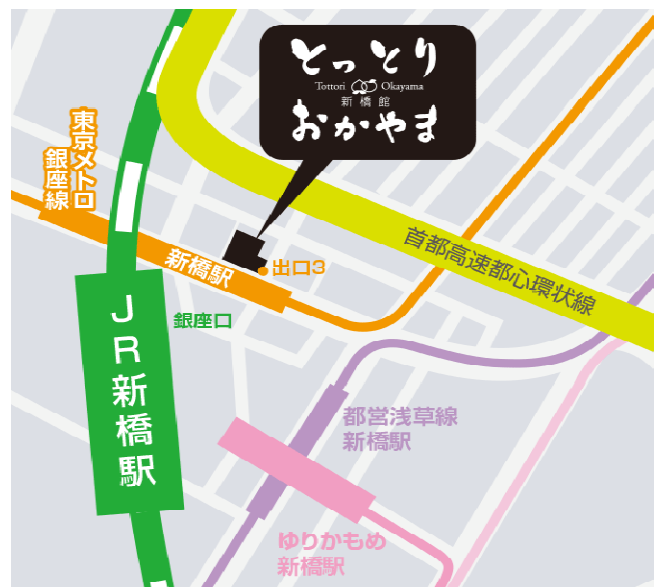 とっとり
Tottori Okayama
新橋館
おかやま
東京メトロ
銀座線
新橋駅
出口3
首都高速都心環状線
銀座口
JR新橋駅
都営浅草線
新橋駅
ゆりかもめ
新橋駅